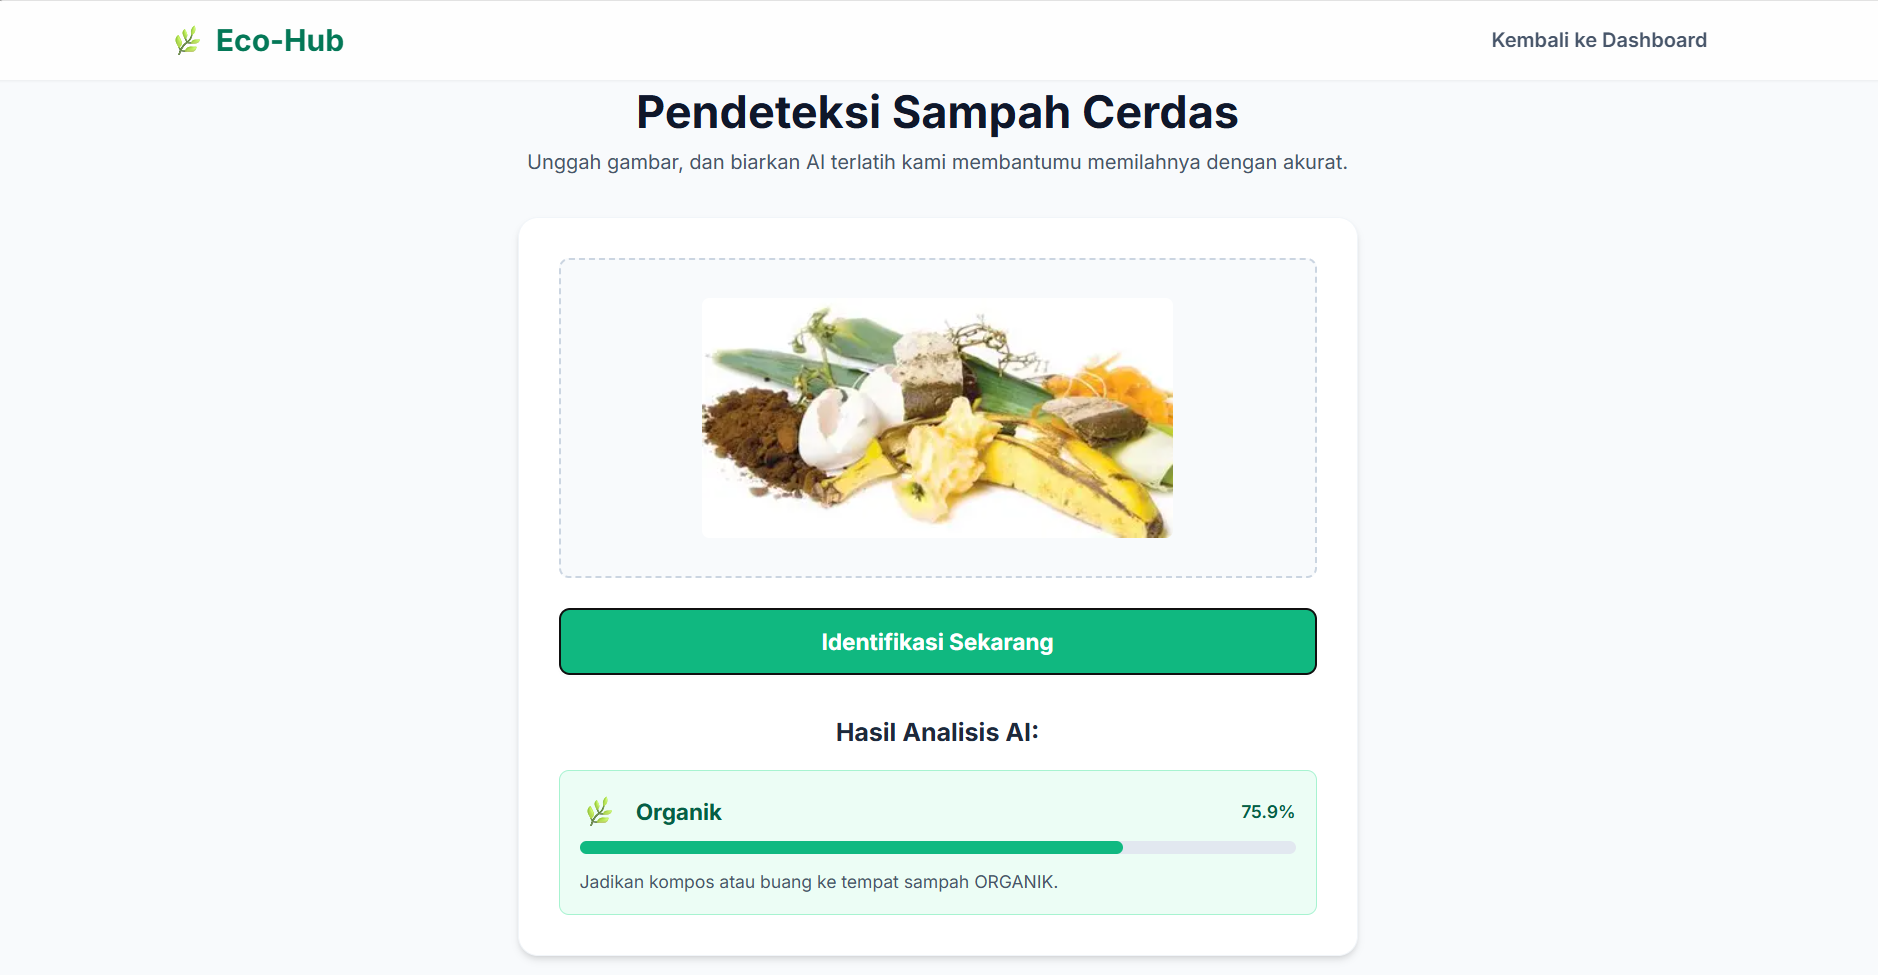 Eco-Hub
Kembali ke Dashboard
Pendeteksi Sampah Cerdas
Unggah gambar, dan biarkan AI terlatih kami membantumu memilahnya dengan akurat.
Identifikasi Sekarang
Hasil Analisis AI:
Organik
75.9%
Jadikan kompos atau buang ke tempat sampah ORGANIK.